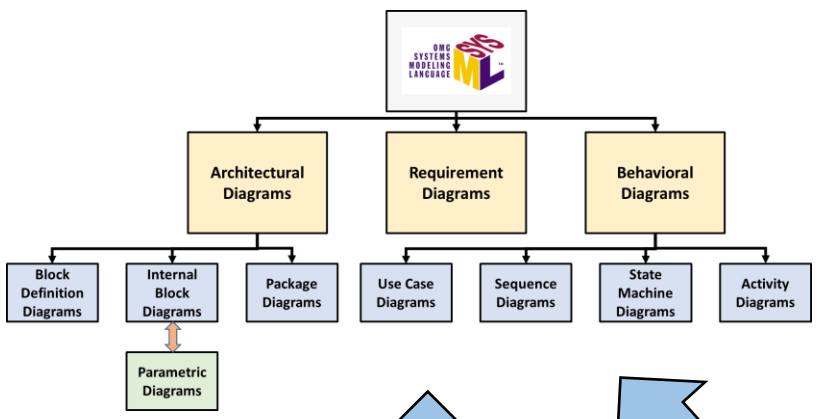 OMG
SYSTEMS
MODELING
LANGUAGE
SYS
ML
™
Architectural
Diagrams
Requirement
Diagrams
Behavioral
Diagrams
Block
Definition
Diagrams
Internal
Block
Diagrams
Package
Diagrams
Use Case
Diagrams
Sequence
Diagrams
State
Machine
Diagrams
Activity
Diagrams
Parametric
Diagrams